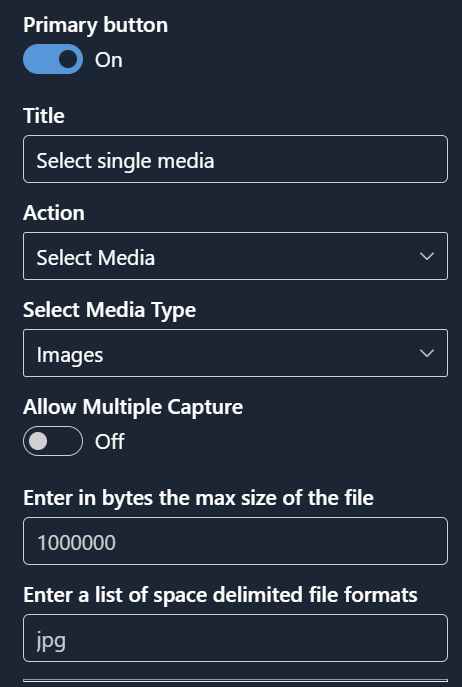 Primary button
On
Title
Select single media
Action
Select Media
Select Media Type
Images
Allow Multiple Capture
Off
Enter in bytes the max size of the file
1000000
Enter a list of space delimited file formats
jpg